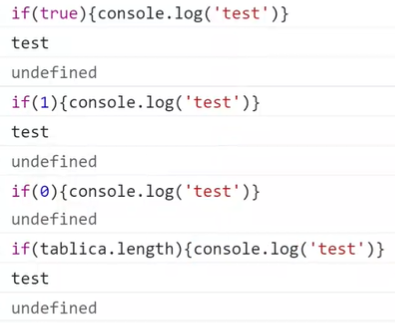 if(true){console.log('test')}
test
undefined
if(1){console.log('test')}
test
undefined
if(0){console.log('test')}
undefined
if(tablica.length){console.log('test')}
test
undefined